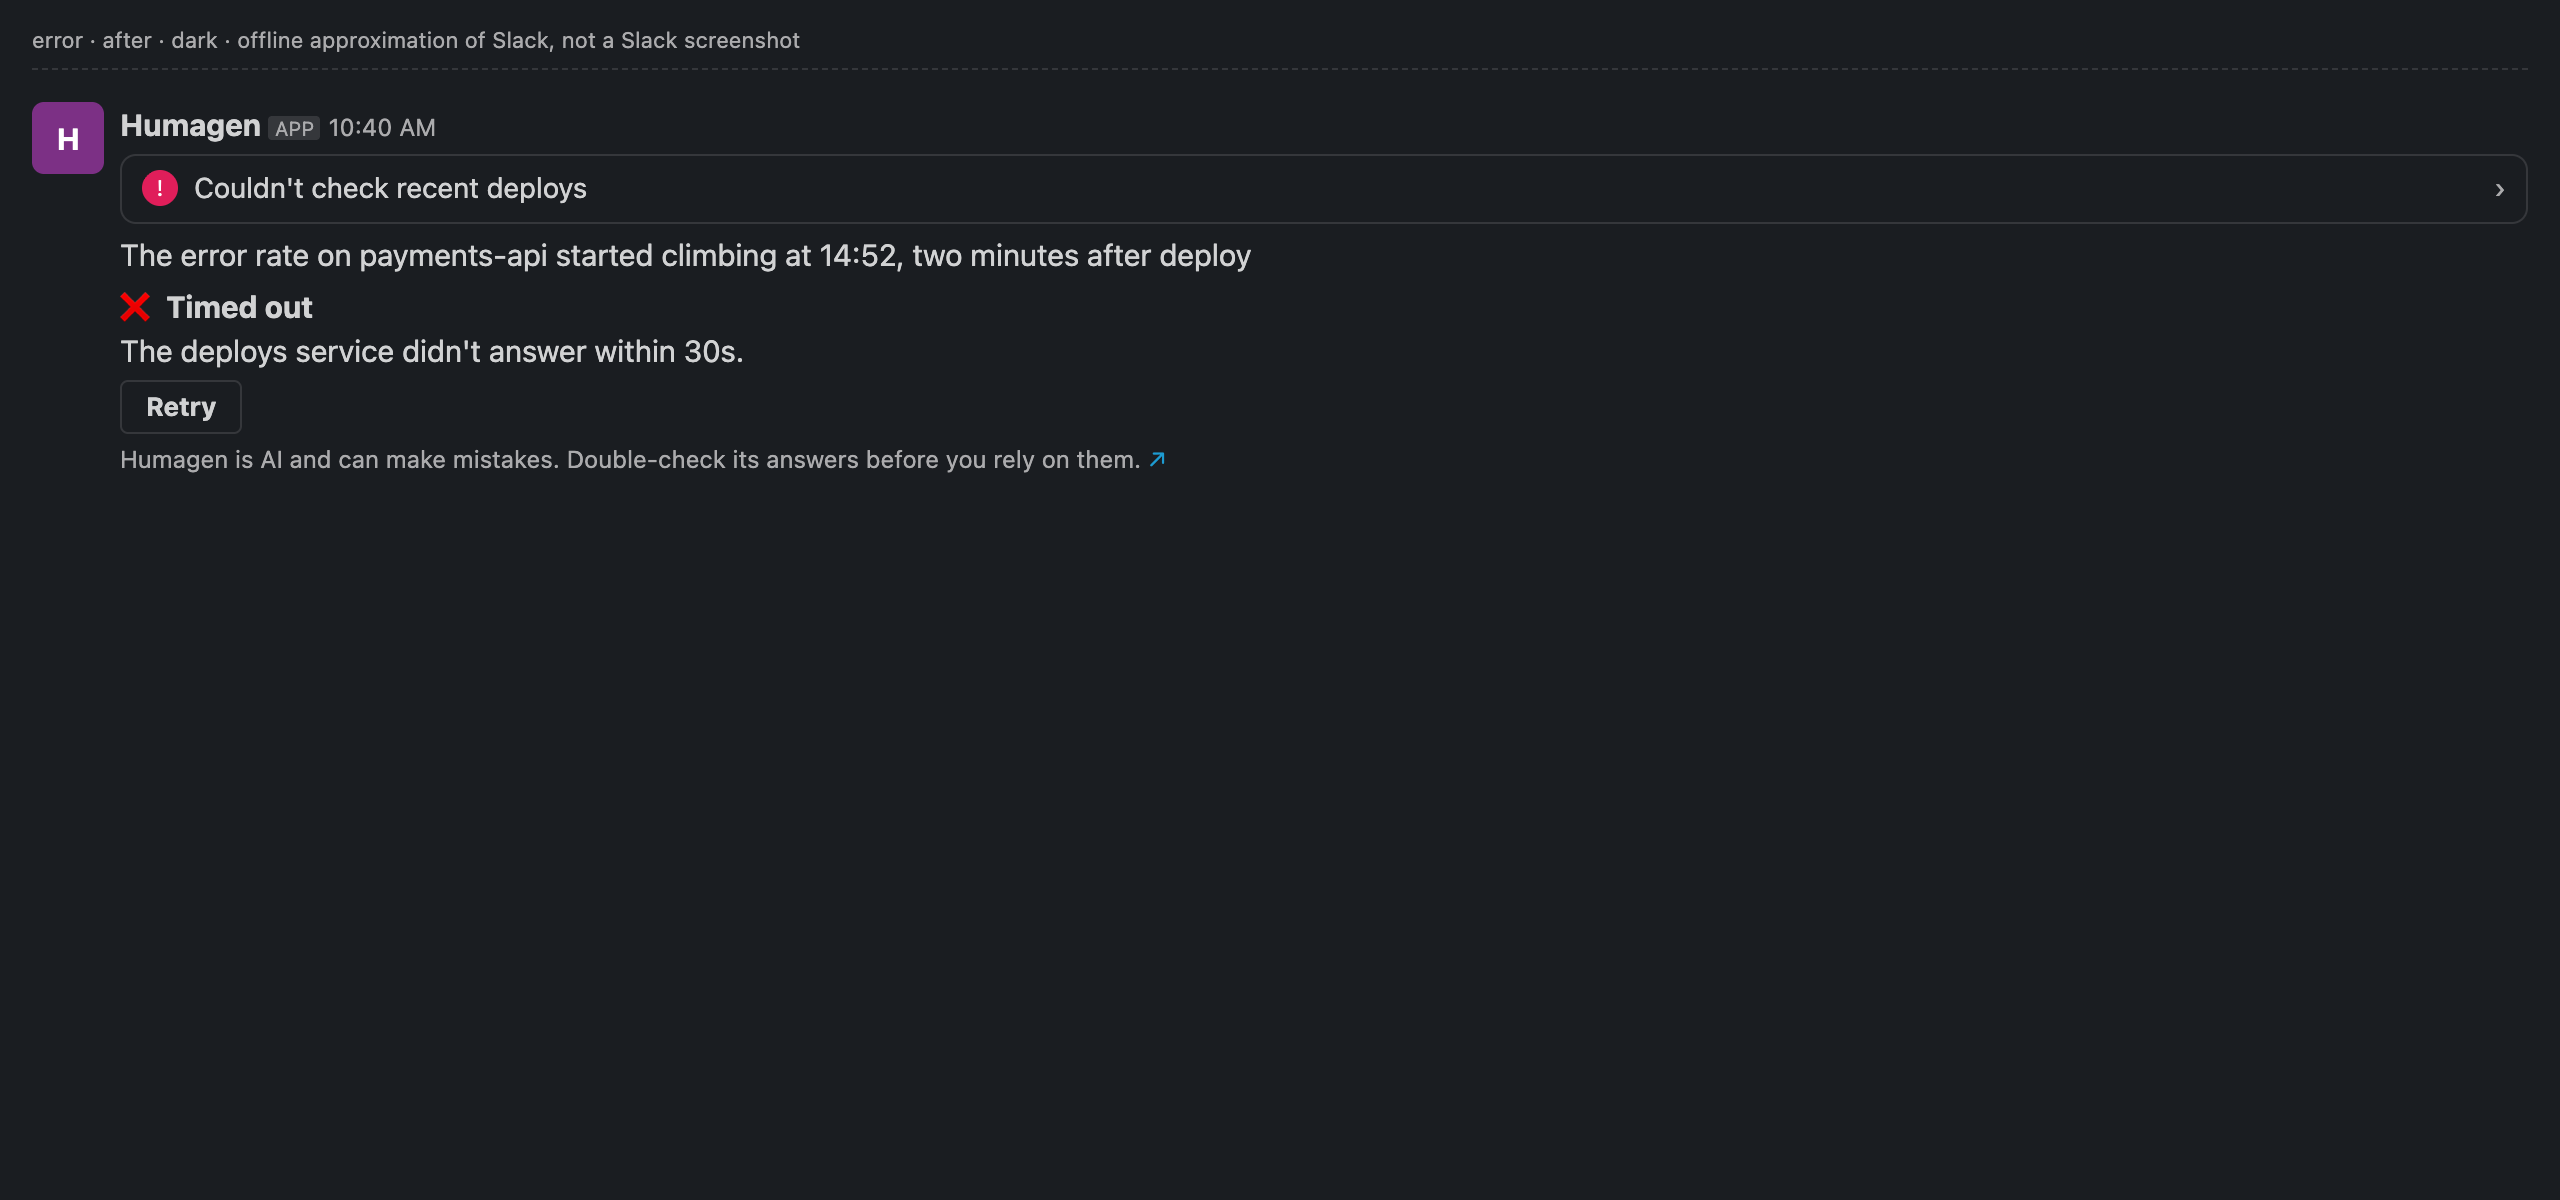 error · after · dark · offline approximation of Slack, not a Slack screenshot
H
Humagen APP 10:40 AM
! Couldn't check recent deploys ›
The error rate on payments-api started climbing at 14:52, two minutes after deploy
❌ Timed out
The deploys service didn't answer within 30s.
Retry
Humagen is AI and can make mistakes. Double-check its answers before you rely on them. ↗